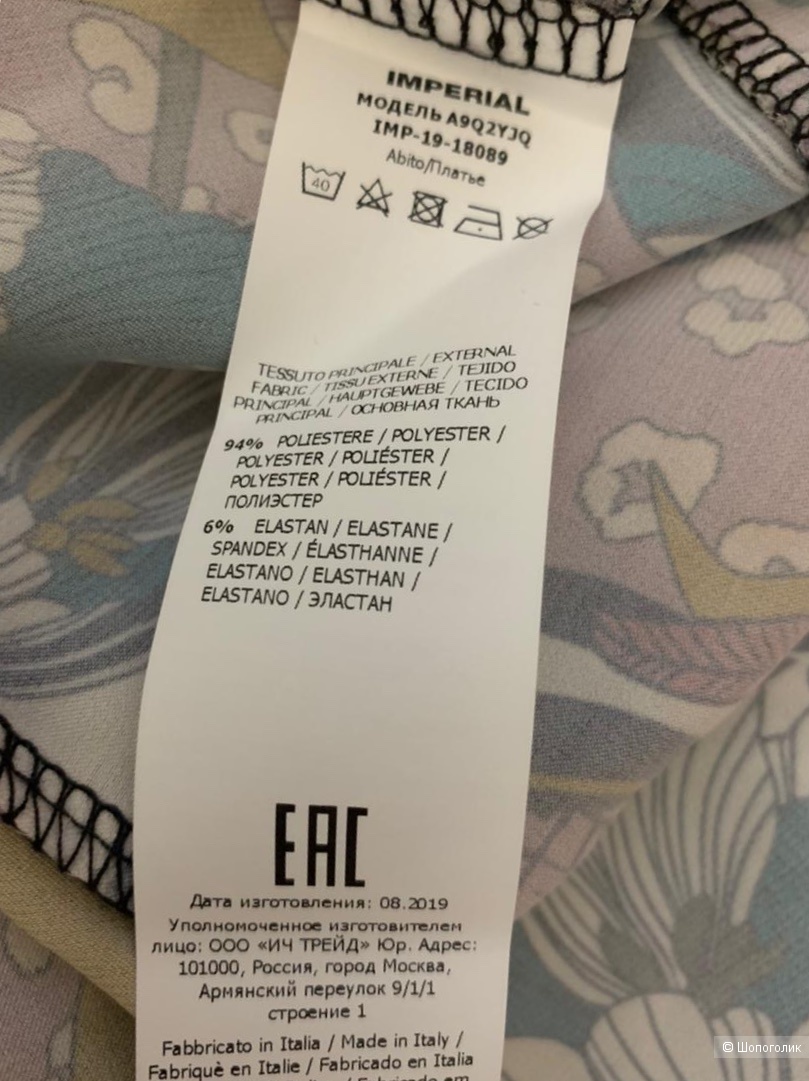 IMPERIAL
МОДЕЛЬ A9Q2YJQ
IMP-19-18089
Abito/Платье
40
TESSUTO PRINCIPALE / EXTERNAL
FABRIC / TISSU EXTERNE / TEJIDO
PRINCIPAL / HAUPTGEWEBE / TECIDO
PRINCIPAL / ОСНОВНАЯ ТКАНЬ
94% POLIESTERE / POLYESTER /
POLYESTER / POLIÉSTER /
POLYESTER / POLIÉSTER /
ПОЛИЭСТЕР
6% ELASTAN / ELASTANE /
SPANDEX / ÉLASTHANNE /
ELASTANO / ELASTHAN /
ELASTANO / ЭЛАСТАН
EAC
Дата изготовления: 08.2019
Уполномоченное изготовителем
лицо: ООО «ИЧ ТРЕЙД» Юр. Адрес:
101000, Россия, город Москва,
Армянский переулок 9/1/1
строение 1
Fabbricato in Italia / Made in Italy /
Fabriquè en Italie / Fabricado en Italia
© Шопоголик